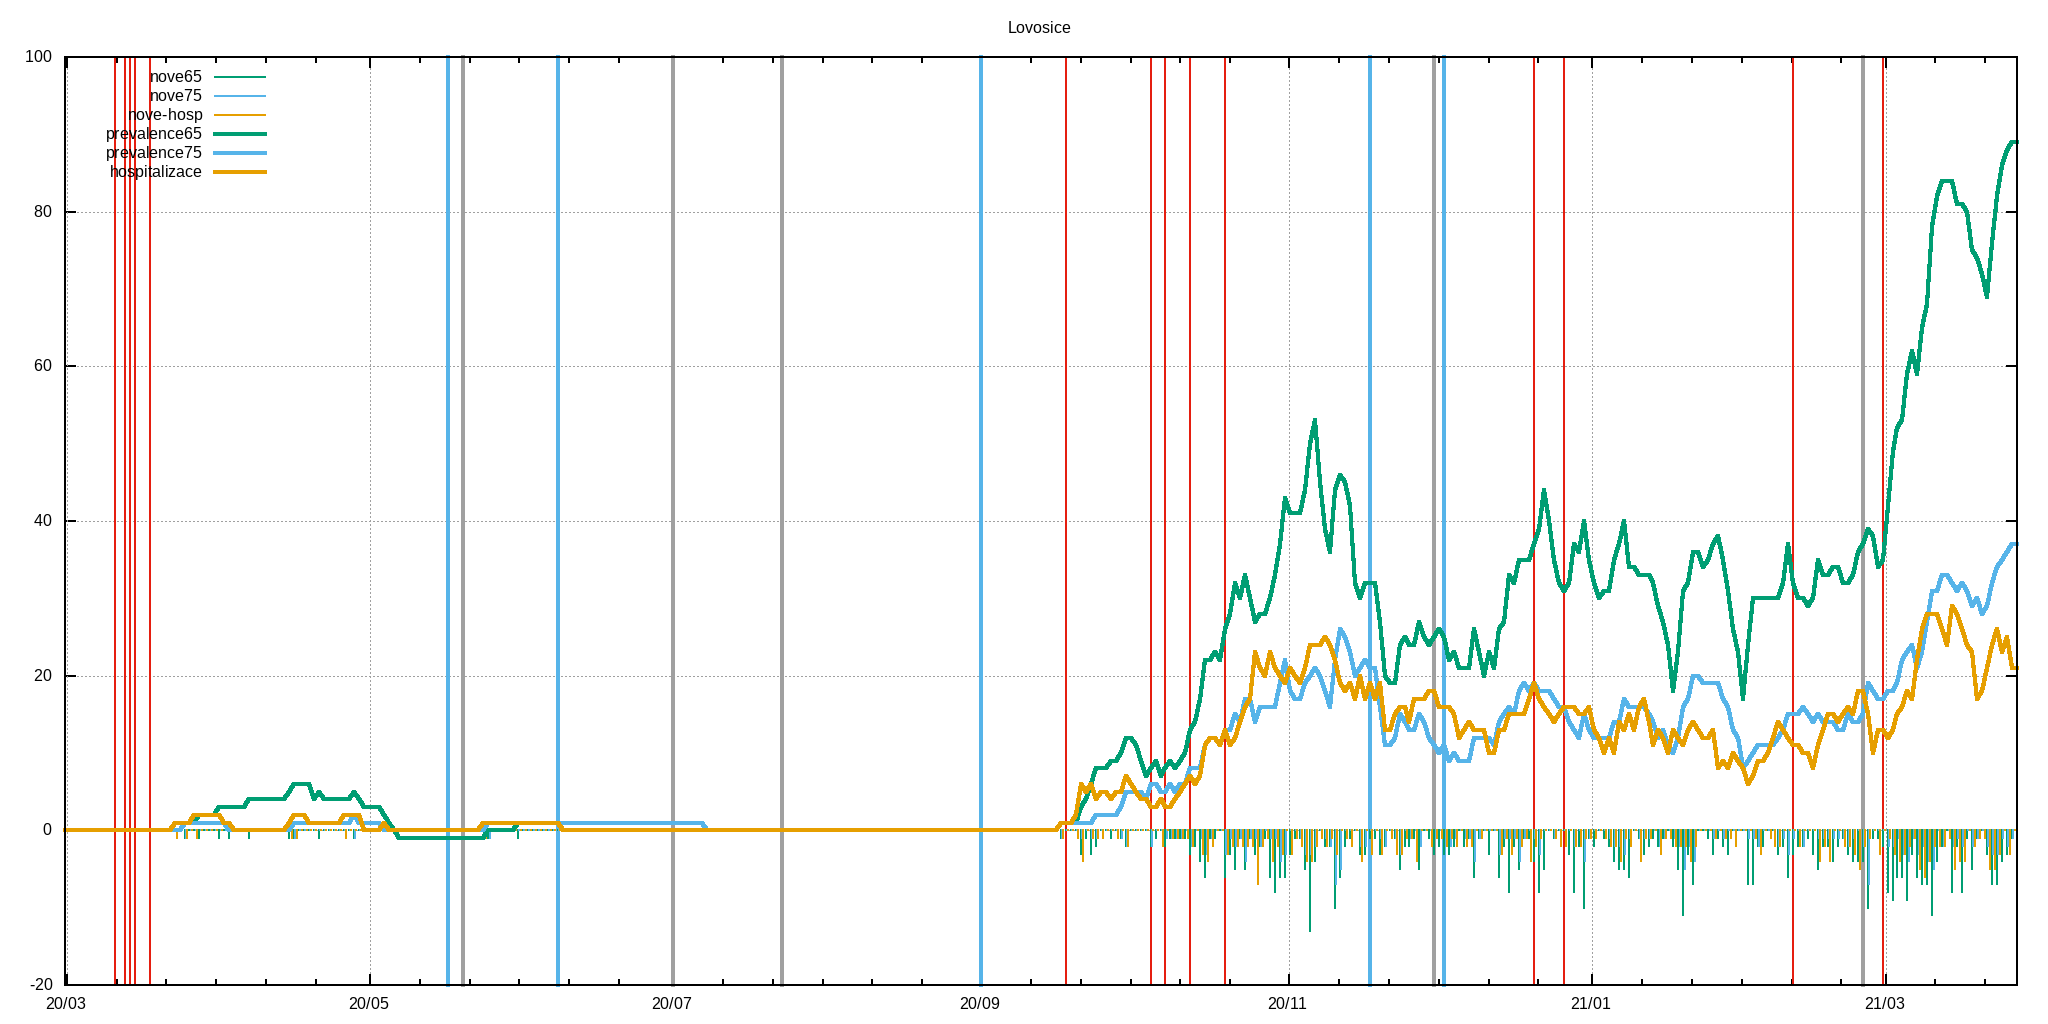 Lovosice
100
nove65
nove75
nove-hosp
prevalence65
prevalence75
hospitalizace
80
60
40
20
0
-20
20/03 20/05 20/07 20/09 20/11 21/01 21/03